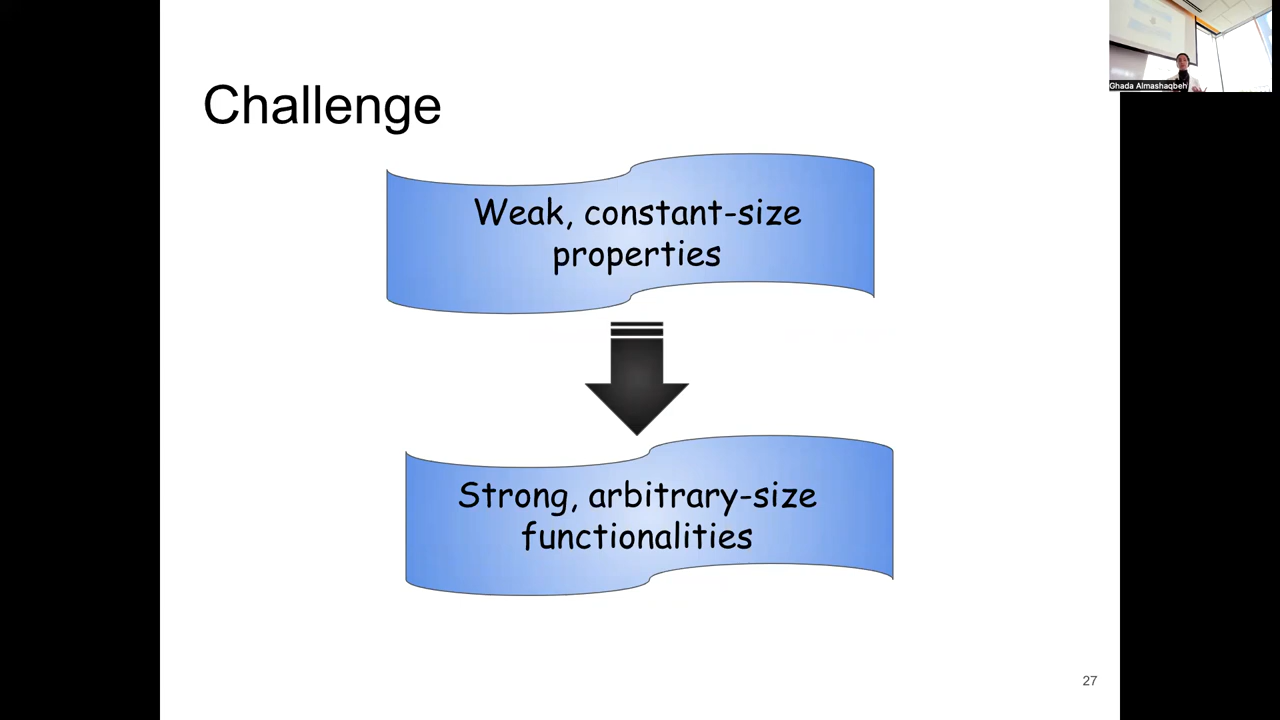 Ghada Almashaqbeh
Challenge
Weak, constant-size
properties
Strong, arbitrary-size
functionalities
27